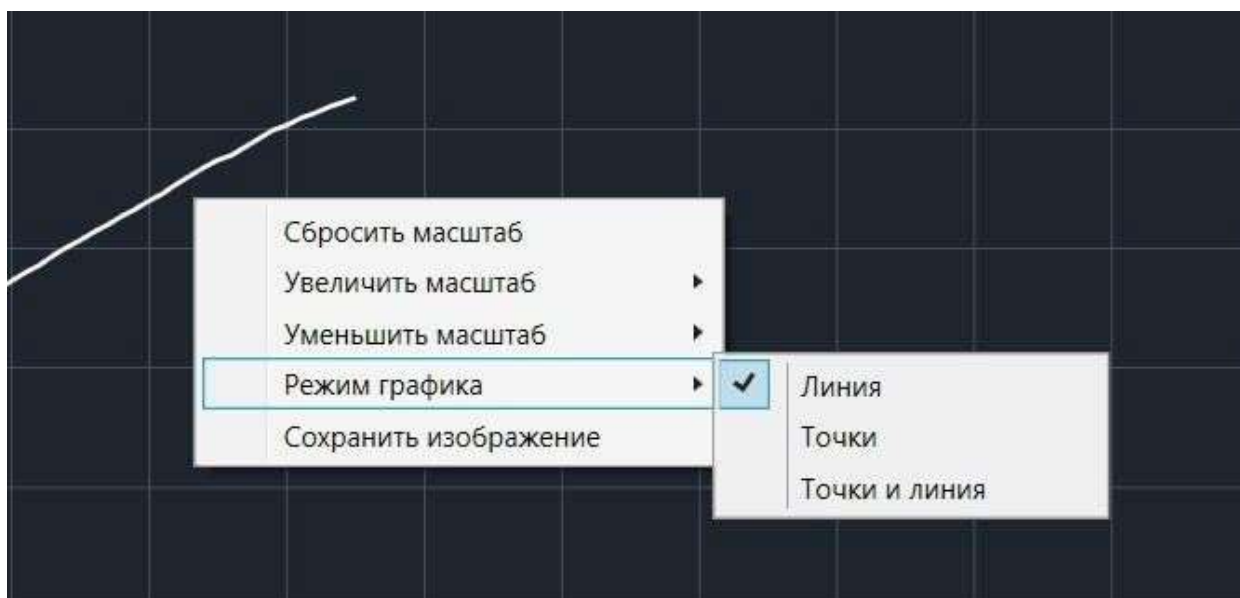 Сбросить масштаб
Увеличить масштаб
Уменьшить масштаб
Режим графика
Сохранить изображение
Линия
Точки
Точки и линия